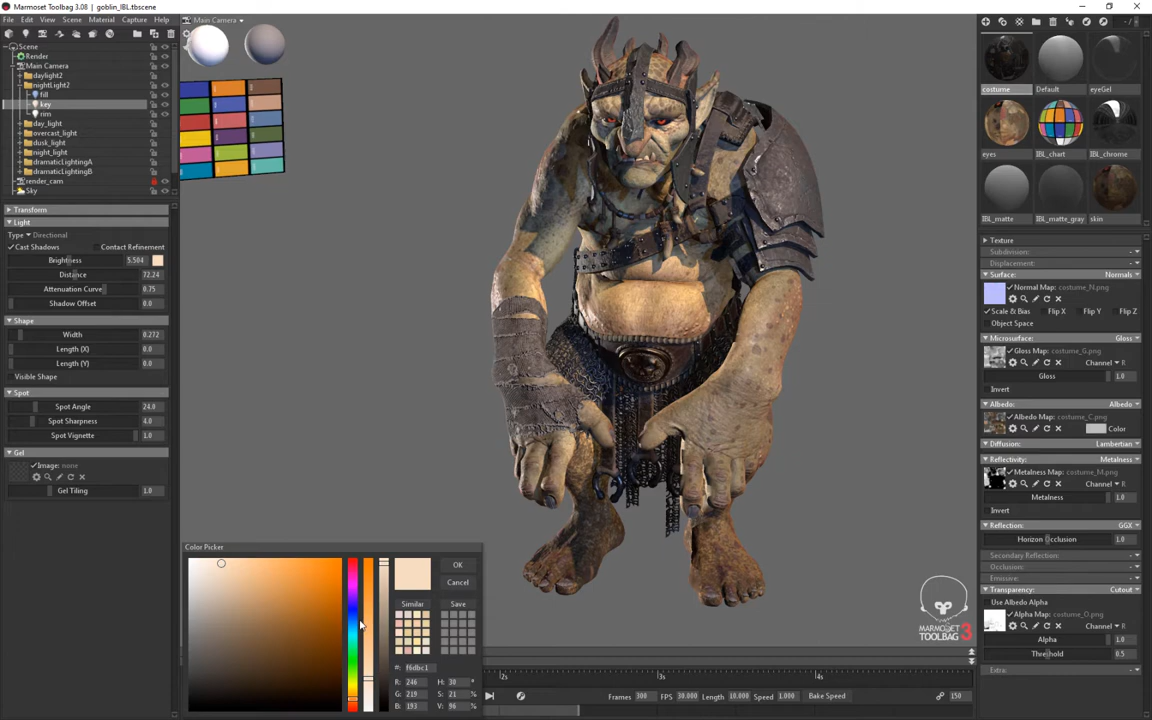 Marmoset Toolbag 3.08 | goblin_IBL.tbscene
File Edit View Scene Material Capture Help
Main Camera
Scene
Render
Main Camera
daylight2
nightLight2
fill
key
rim
day_light
overcast_light
dusk_light
night_light
dramaticLightingA
dramaticLightingB
render_cam
Sky
Transform
Light
Type Directional
Cast Shadows Contact Refinement
Brightness 5.504
Distance 72.24
Attenuation Curve 0.75
Shadow Offset 0.0
Shape
Width 0.272
Length (X) 0.0
Length (Y) 0.0
Visible Shape
Spot
Spot Angle 24.0
Spot Sharpness 4.0
Spot Vignette 1.0
Gel
Image: none
Gel Tiling 1.0
Color Picker
OK
Cancel
Similar Save
#: f6dbc1
R: 246 H: 30 °
G: 219 S: 21 %
B: 193 V: 96 %
MARMOSET
TOOLBAG 3
2s 3s 4s
Frames 300 FPS 30.000 Length 10.000 Speed 1.000 Bake Speed 150
costume Default eyeGel
eyes IBL_chart IBL_chrome
IBL_matte IBL_matte_gray skin
Texture
Subdivision:
Displacement:
Surface: Normals
Normal Map: costume_N.png
Scale & Bias Flip X Flip Y Flip Z
Object Space
Microsurface: Gloss
Gloss Map: costume_G.png
Channel R
Gloss 1.0
Invert
Albedo: Albedo
Albedo Map: costume_C.png
Color
Diffusion: Lambertian
Reflectivity: Metalness
Metalness Map: costume_M.png
Channel R
Metalness 1.0
Invert
Reflection: GGX
Horizon Occlusion 1.0
Secondary Reflection:
Occlusion:
Emissive:
Transparency: Cutout
Use Albedo Alpha
Alpha Map: costume_O.png
Channel R
Alpha 1.0
Threshold 0.5
Extra: